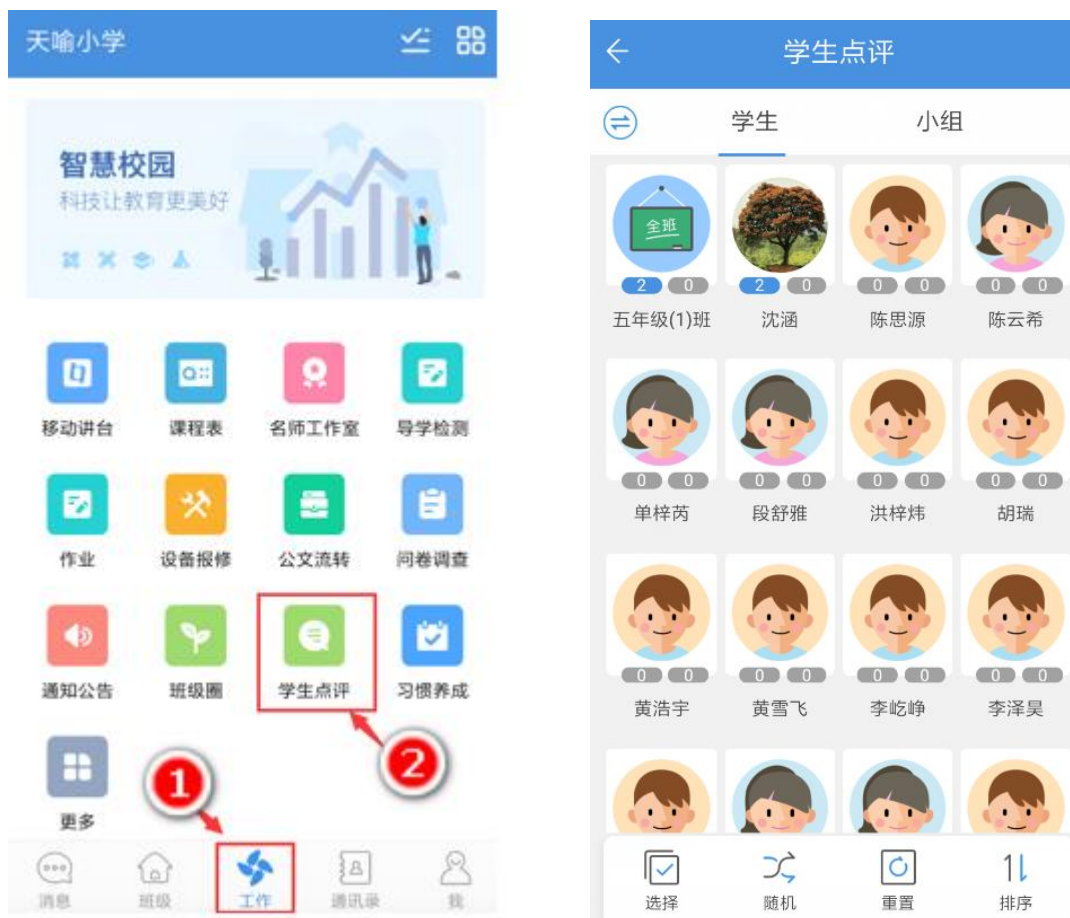 天喻小学
智慧校园
科技让教育更美好
移动讲台 课程表 名师工作室 导学检测
作业 设备报修 公文流转 问卷调查
通知公告 班级圈 学生点评 习惯养成
2
1
更多
消息 班级 工作 通讯录 我
学生点评
学生 小组
全班
2 0 2 0 0 0 0 0
五年级(1)班 沈涵 陈思源 陈云希
0 0 0 0 0 0 0 0
单梓芮 段舒雅 洪梓炜 胡瑞
0 0 0 0 0 0 0 0
黄浩宇 黄雪飞 李屹峥 李泽昊
选择 随机 重置 排序